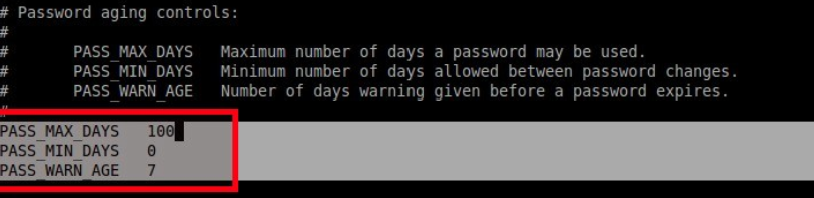 # Password aging controls:
#
#       PASS_MAX_DAYS   Maximum number of days a password may be used.
#       PASS_MIN_DAYS   Minimum number of days allowed between password changes.
#       PASS_WARN_AGE   Number of days warning given before a password expires.
#
PASS_MAX_DAYS   100
PASS_MIN_DAYS   0
PASS_WARN_AGE   7